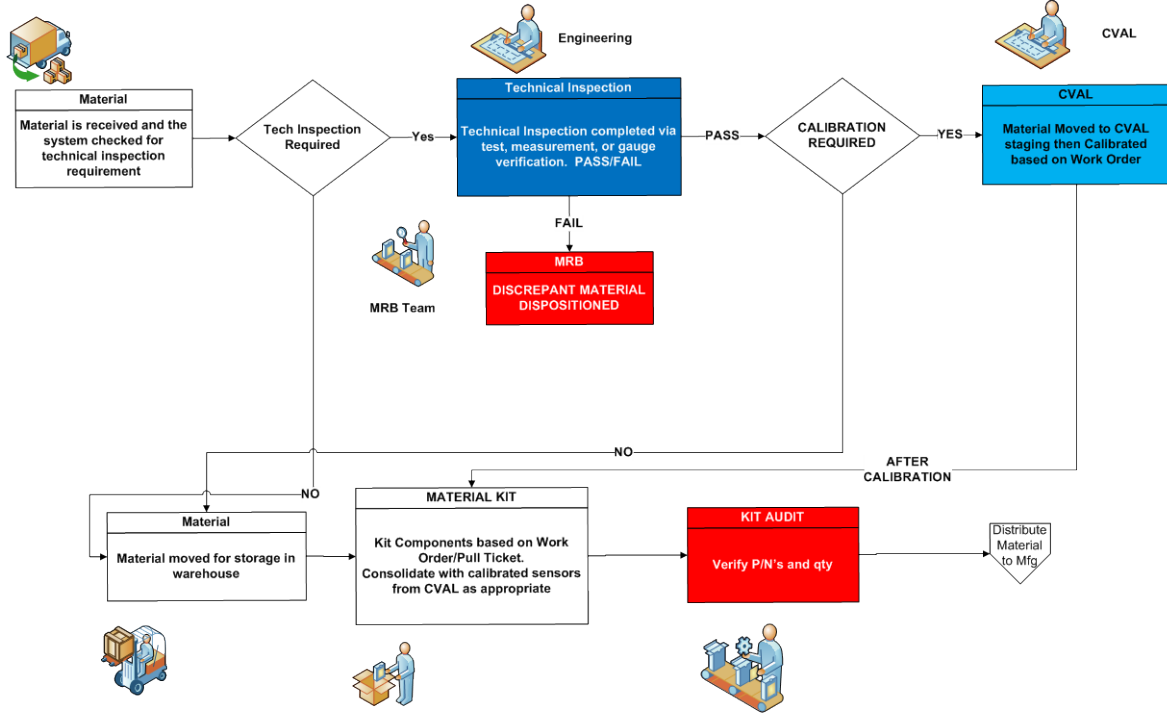 Engineering
CVAL
Material
Material is received and the
system checked for
technical inspection
requirement
Tech Inspection
Required
Yes
Technical Inspection
Technical Inspection completed via
test, measurement, or gauge
verification. PASS/FAIL
PASS
CALIBRATION
REQUIRED
YES
CVAL
Material Moved to CVAL
staging then Calibrated
based on Work Order
FAIL
MRB Team
MRB
DISCREPANT MATERIAL
DISPOSITIONED
NO
NO
AFTER
CALIBRATION
Material
Material moved for storage in
warehouse
MATERIAL KIT
Kit Components based on Work
Order/Pull Ticket.
Consolidate with calibrated sensors
from CVAL as appropriate
KIT AUDIT
Verify P/N's and qty
Distribute
Material
to Mfg